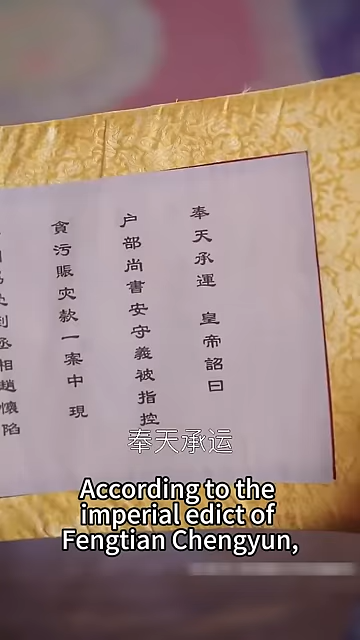 奉天承運 皇帝詔曰
户部尚書安守義被指控
貪污賑灾款一案中 現
到丞相趙懷陷
奉天承运
According to the
imperial edict of
Fengtian Chengyun,